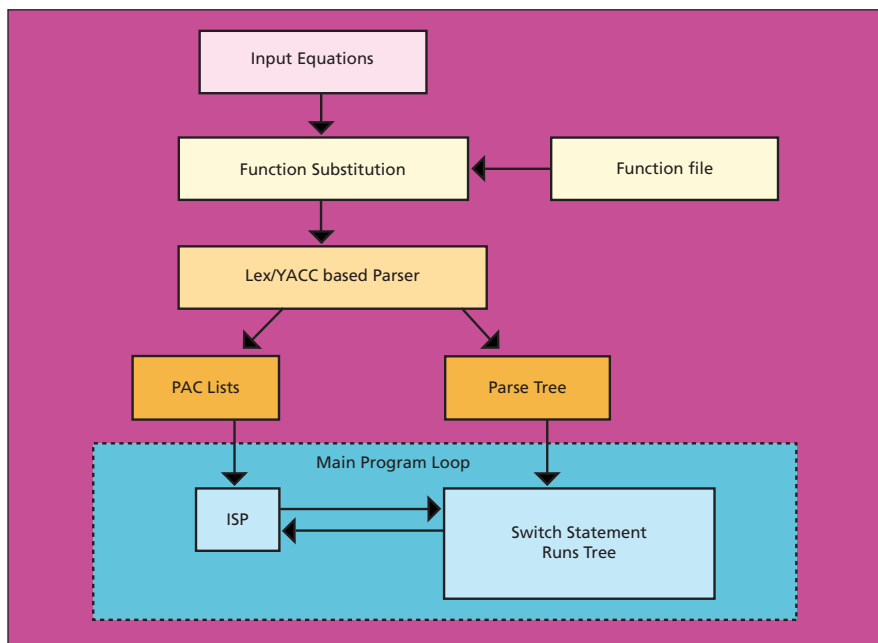 Input Equations
Function Substitution
Function file
Lex/YACC based Parser
PAC Lists
Parse Tree
Main Program Loop
ISP
Switch Statement
Runs Tree